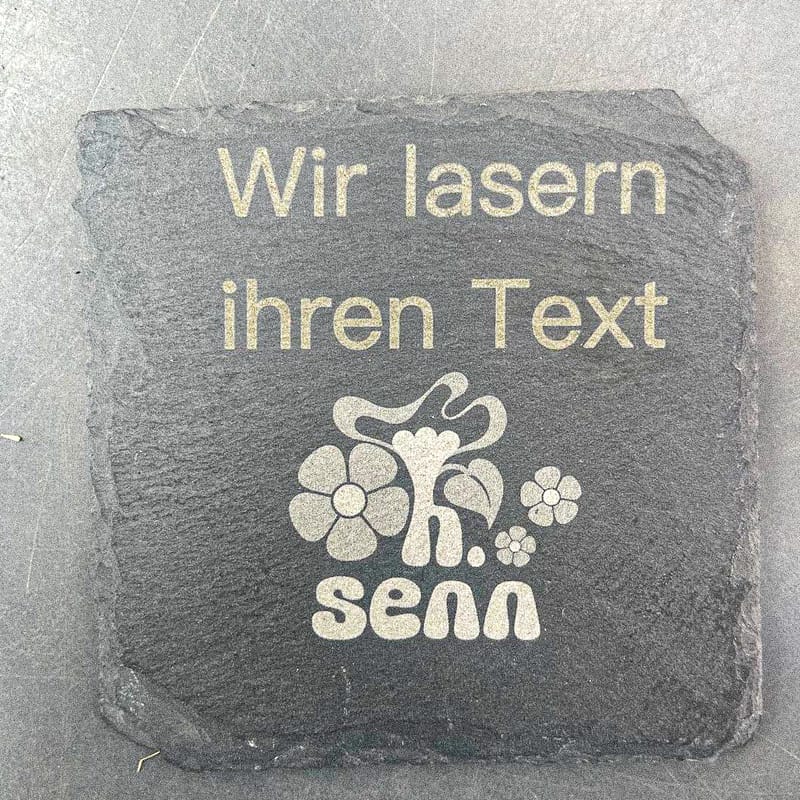 Wir lasern
ihren Text
h.
senn